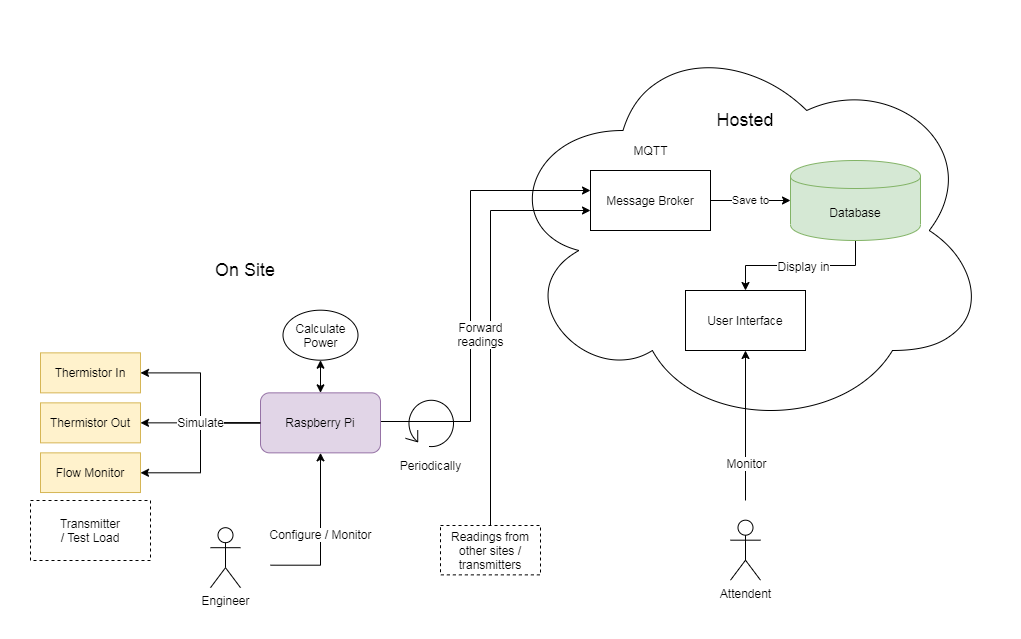 Hosted
MQTT
Message Broker
Save to
Database
Display in
User Interface
On Site
Calculate
Power
Forward
readings
Thermistor In
Thermistor Out
Flow Monitor
Simulate
Raspberry Pi
Periodically
Monitor
Transmitter
/ Test Load
Configure / Monitor
Readings from
other sites /
transmitters
Engineer
Attendent